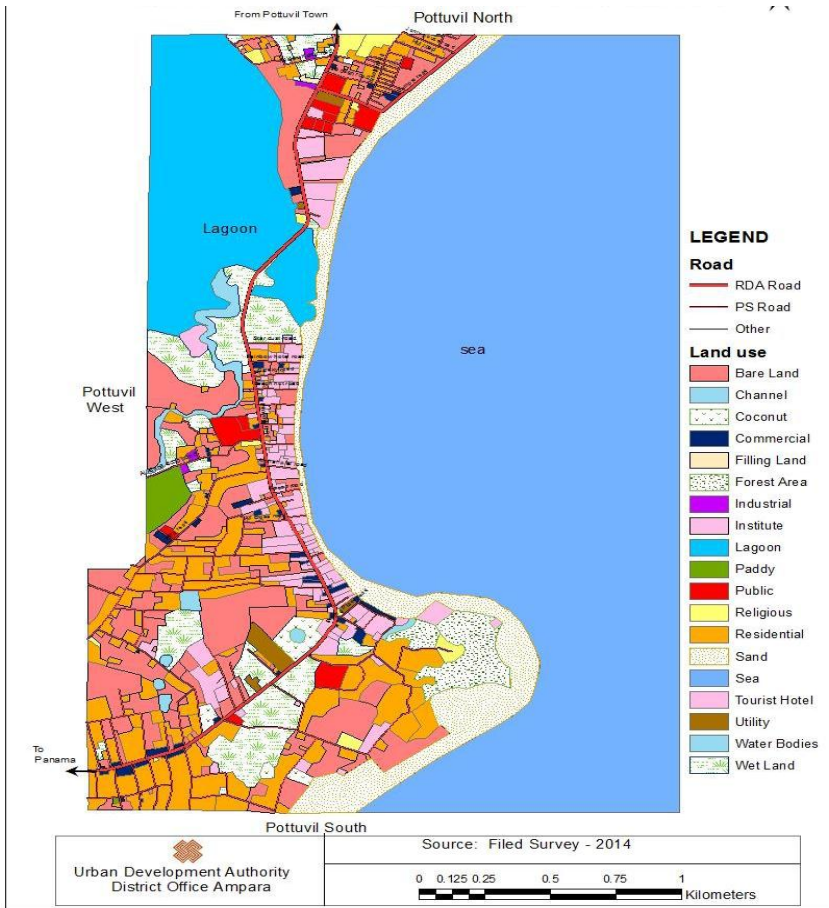 From Pottuvil Town
Pottuvil North
Lagoon
sea
Pottuvil
West
To
Panama
Pottuvil South
LEGEND
Road
RDA Road
PS Road
Other
Land use
Bare Land
Channel
Coconut
Commercial
Filling Land
Forest Area
Industrial
Institute
Lagoon
Paddy
Public
Religious
Residential
Sand
Sea
Tourist Hotel
Utility
Water Bodies
Wet Land
Urban Development Authority
District Office Ampara
Source: Filed Survey - 2014
0 0.125 0.25 0.5 0.75 1
Kilometers